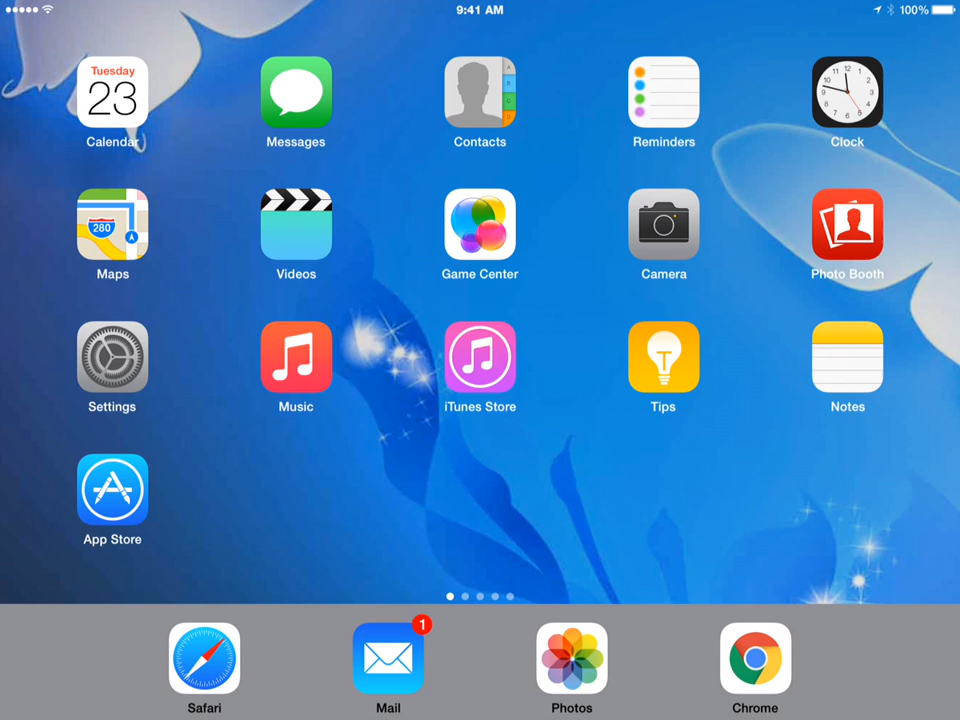 9:41 AM
100%
Tuesday
23
Calendar
Messages
Contacts
Reminders
Clock
280
Maps
Videos
Game Center
Camera
Photo Booth
Settings
Music
iTunes Store
Tips
Notes
App Store
1
Safari
Mail
Photos
Chrome